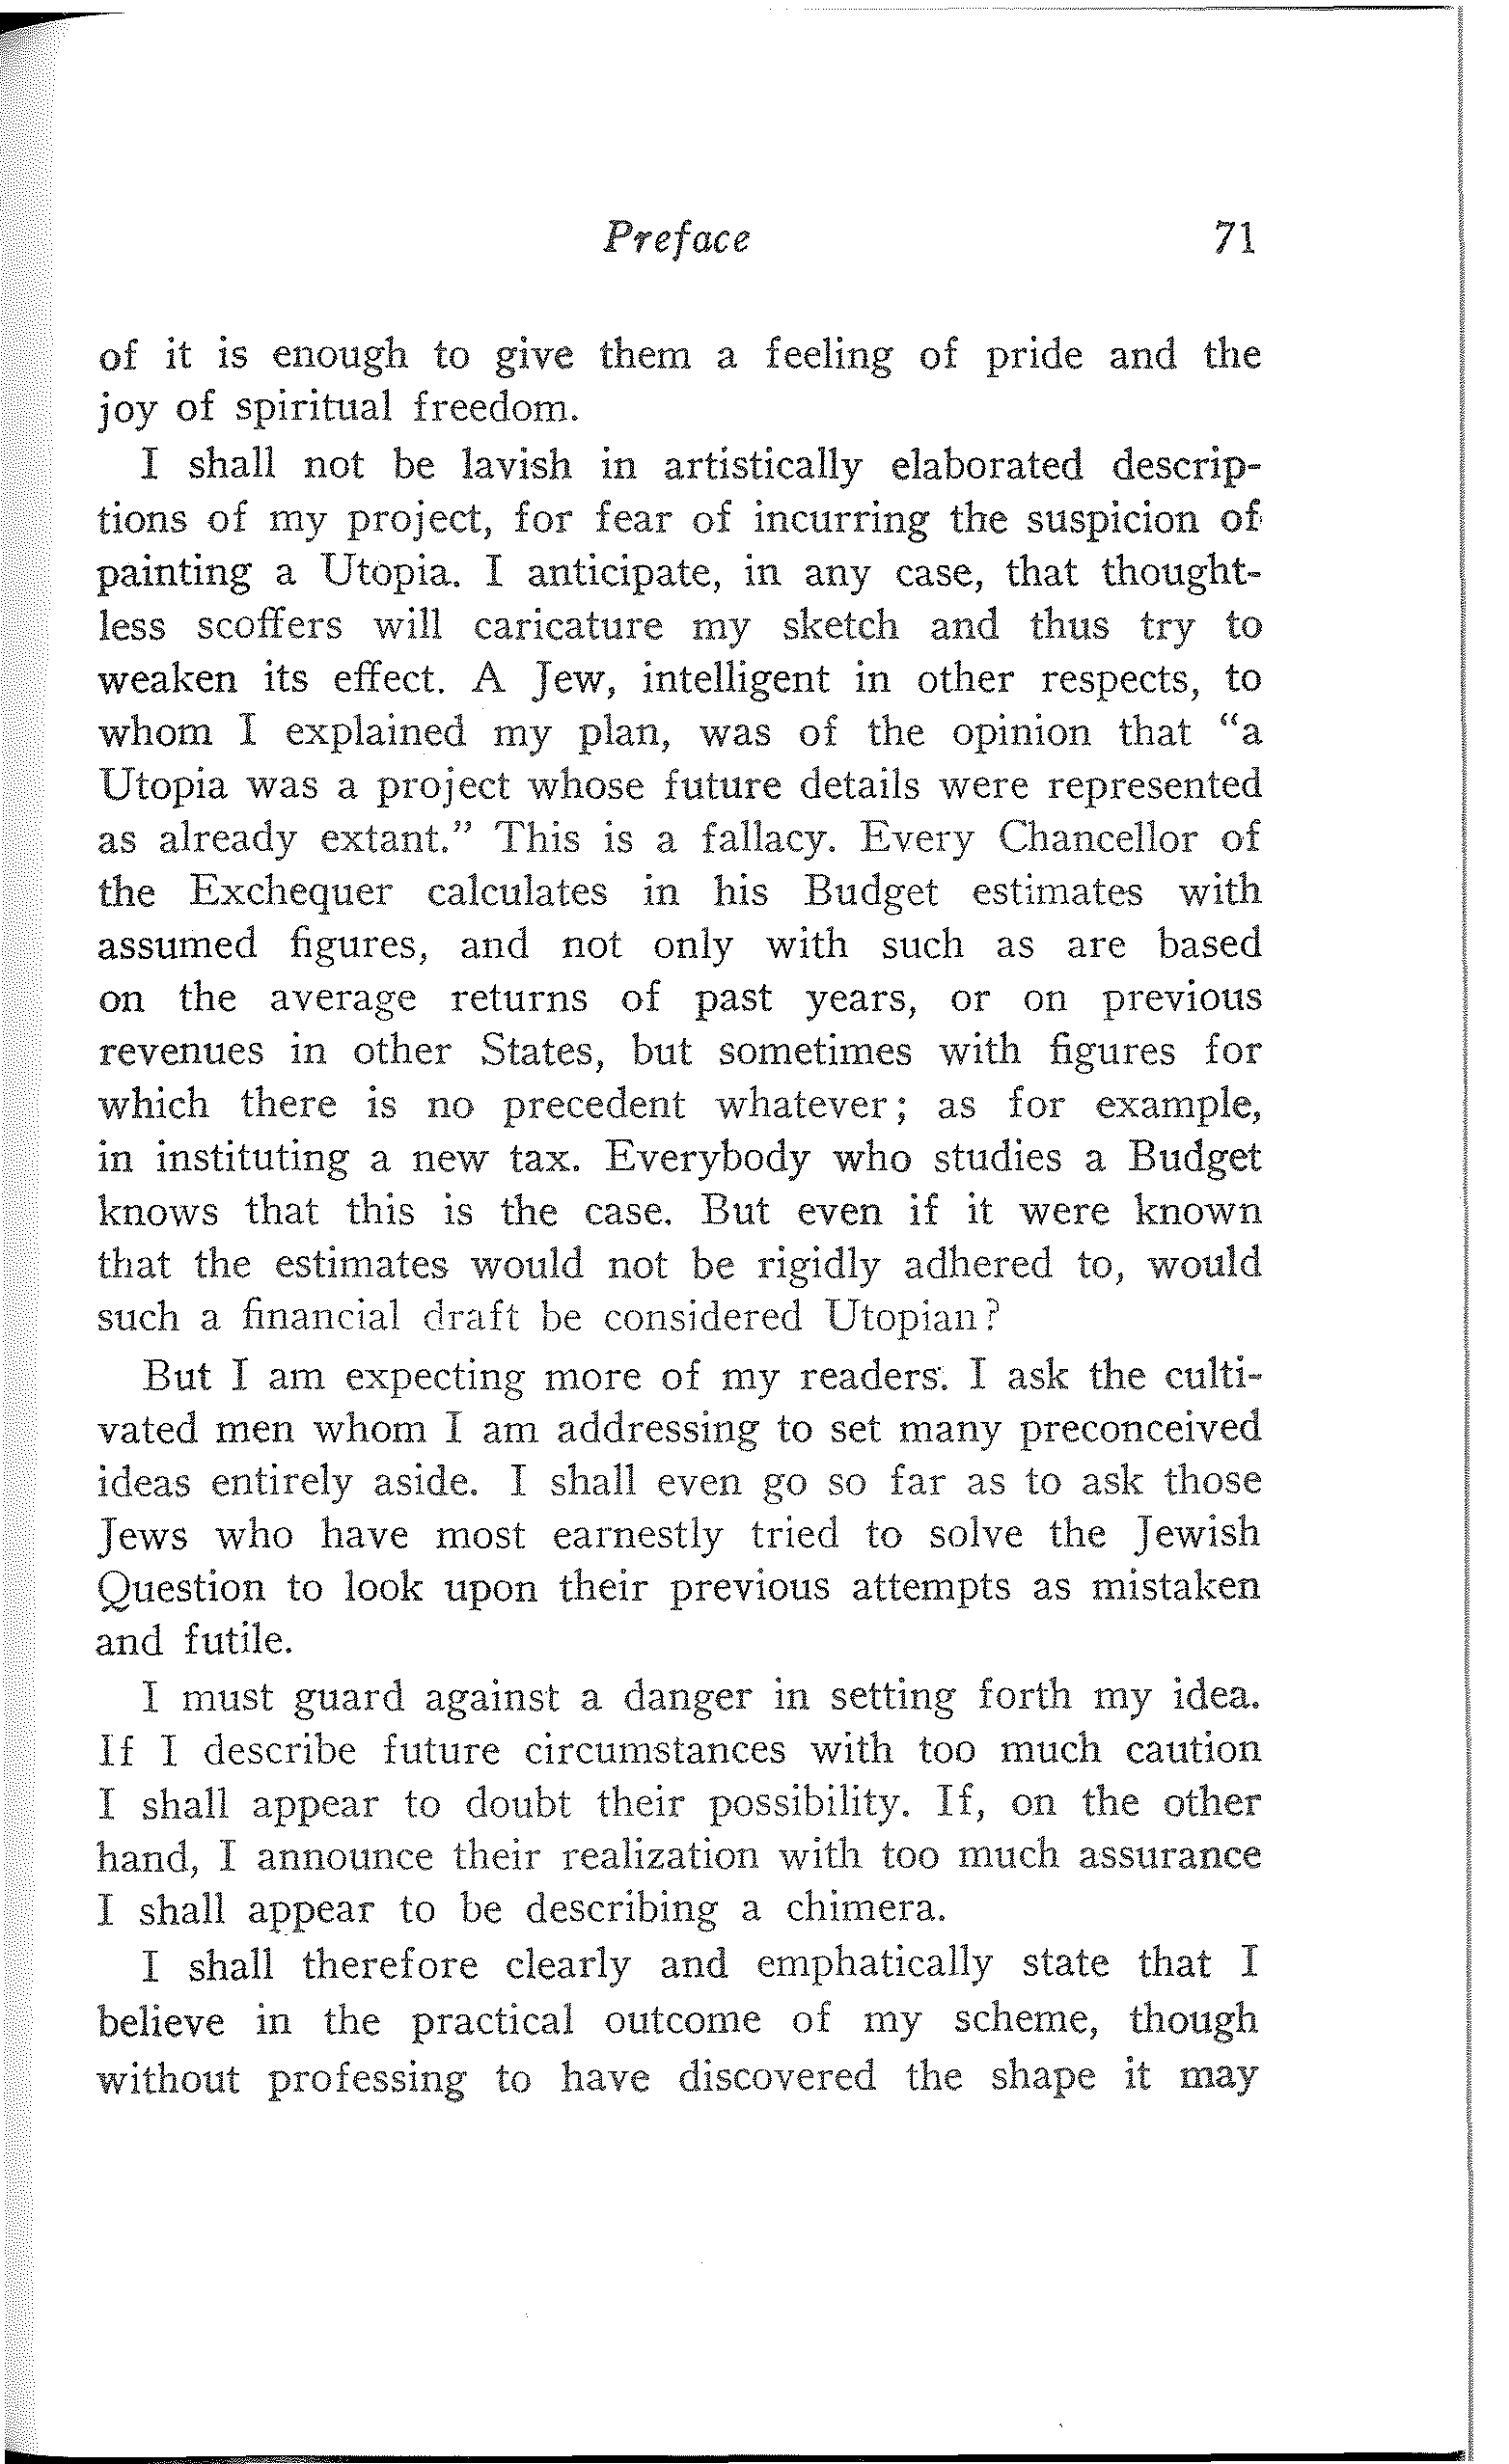 Preface 71
of it is enough to give them a feeling of pride and the
joy of spiritual freedom.
I shall not be lavish in artistically elaborated descrip-
tions of my project, for fear of incurring the suspicion of
painting a Utopia. I anticipate, in any case, that thought-
less scoffers will caricature my sketch and thus try to
weaken its effect. A Jew, intelligent in other respects, to
whom I explained my plan, was of the opinion that “a
Utopia was a project whose future details were represented
as already extant.” This is a fallacy. Every Chancellor of
the Exchequer calculates in his Budget estimates with
assumed figures, and not only with such as are based
on the average returns of past years, or on previous
revenues in other States, but sometimes with figures for
which there is no precedent whatever; as for example,
in instituting a new tax. Everybody who studies a Budget
knows that this is the case. But even if it were known
that the estimates would not be rigidly adhered to, would
such a financial draft be considered Utopian?
But I am expecting more of my readers. I ask the culti-
vated men whom I am addressing to set many preconceived
ideas entirely aside. I shall even go so far as to ask those
Jews who have most earnestly tried to solve the Jewish
Question to look upon their previous attempts as mistaken
and futile.
I must guard against a danger in setting forth my idea.
If I describe future circumstances with too much caution
I shall appear to doubt their possibility. If, on the other
hand, I announce their realization with too much assurance
I shall appear to be describing a chimera.
I shall therefore clearly and emphatically state that I
believe in the practical outcome of my scheme, though
without professing to have discovered the shape it may